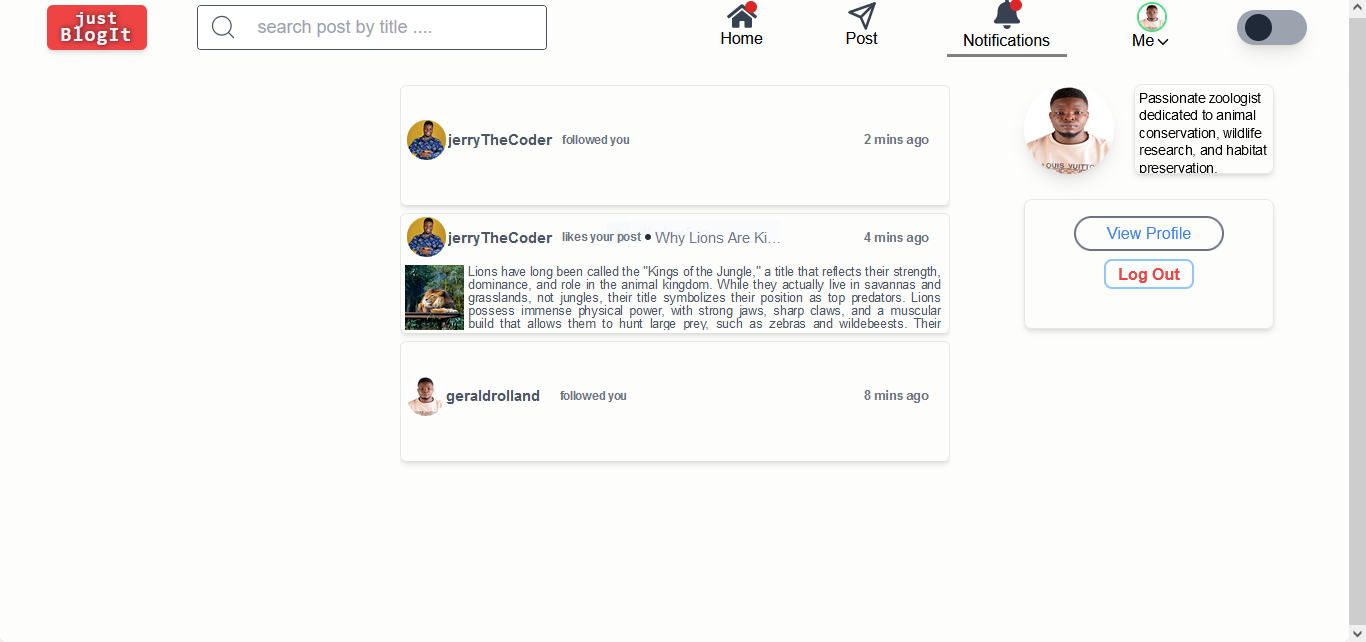 just
BlogIt
search post by title ....
Home
Post
Notifications
Me
jerryTheCoder followed you 2 mins ago
jerryTheCoder likes your post • Why Lions Are Ki... 4 mins ago
Lions have long been called the "Kings of the Jungle," a title that reflects their strength,
dominance, and role in the animal kingdom. While they actually live in savannas and
grasslands, not jungles, their title symbolizes their position as top predators. Lions
possess immense physical power, with strong jaws, sharp claws, and a muscular
build that allows them to hunt large prey, such as zebras and wildebeests. Their
geraldrolland followed you 8 mins ago
LOUIS VUITT
Passionate zoologist
dedicated to animal
conservation, wildlife
research, and habitat
preservation.
View Profile
Log Out